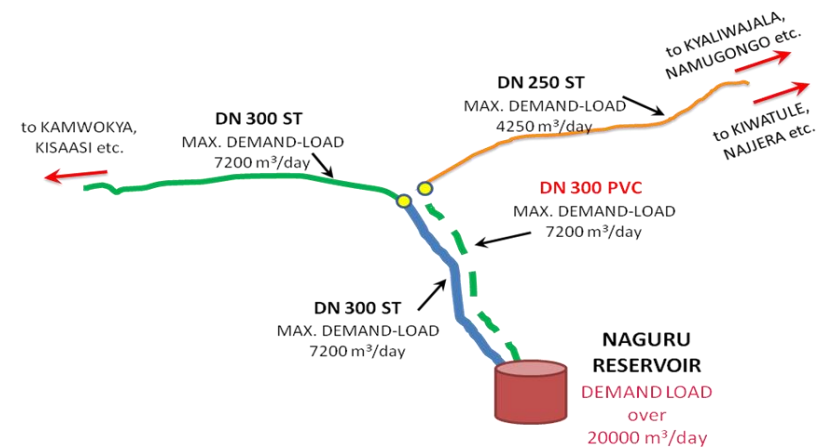 to KYALIWAJALA,
NAMUGONGO etc.
DN 250 ST
MAX. DEMAND-LOAD
4250 m³/day
to KIWATULE,
NAJJERA etc.
to KAMWOKYA,
KISAASI etc.
DN 300 ST
MAX. DEMAND-LOAD
7200 m³/day
DN 300 PVC
MAX. DEMAND-LOAD
7200 m³/day
DN 300 ST
MAX. DEMAND-LOAD
7200 m³/day
NAGURU
RESERVOIR
DEMAND LOAD
over
20000 m³/day